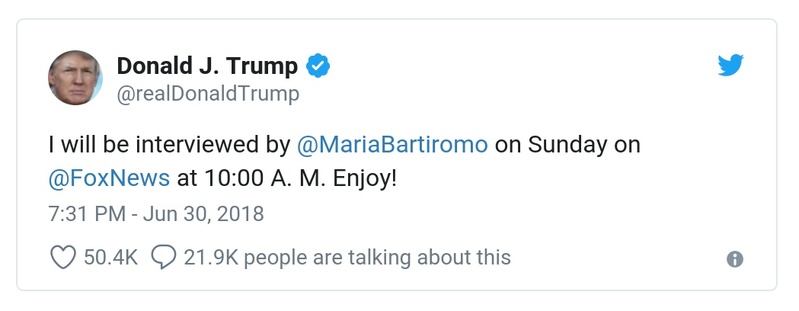 Donald J. Trump
@realDonaldTrump
I will be interviewed by @MariaBartiromo on Sunday on
@FoxNews at 10:00 A. M. Enjoy!
7:31 PM - Jun 30, 2018
50.4K 21.9K people are talking about this